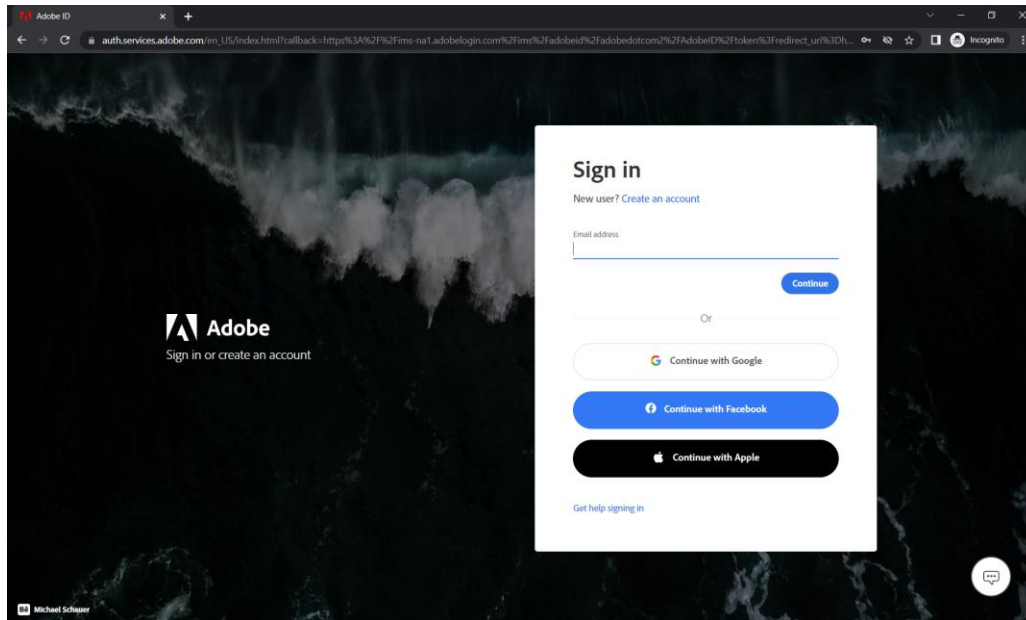 Adobe ID
auth.services.adobe.com/en_US/index.html?callback=https%3A%2F%2Fims-na1.adobelogin.com%2Fims%2Fadobeid%2Fadobedotcom2%2FAdobeID%2Ftoken%3Fredirect_uri%3Dh...
Incognito
Sign in
New user? Create an account
Email address
Continue
Or
Continue with Google
Continue with Facebook
Continue with Apple
Get help signing in
Adobe
Sign in or create an account
Bē Michael Schauer